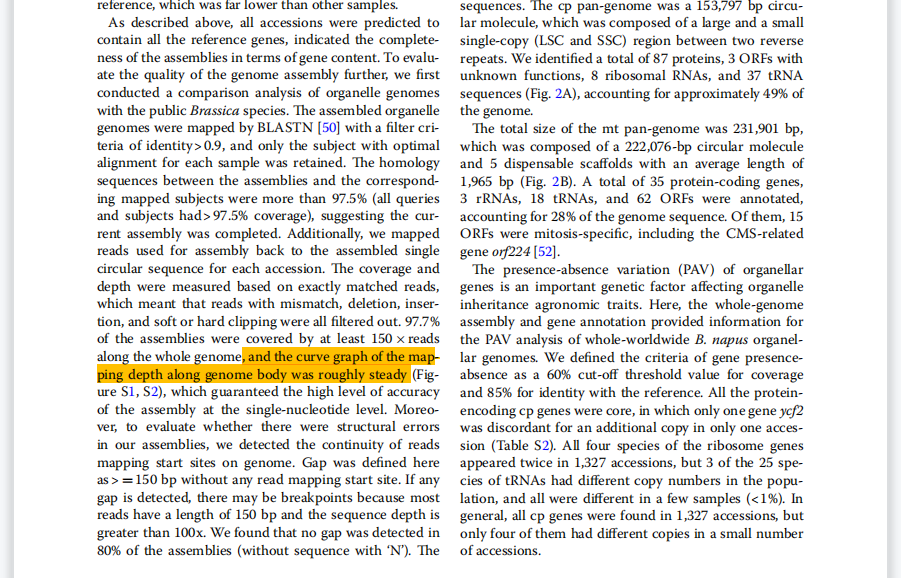 reference, which was far lower than other samples.
As described above, all accessions were predicted to
contain all the reference genes, indicated the complete-
ness of the assemblies in terms of gene content. To evalu-
ate the quality of the genome assembly further, we first
conducted a comparison analysis of organelle genomes
with the public Brassica species. The assembled organelle
genomes were mapped by BLASTN [50] with a filter cri-
teria of identity>0.9, and only the subject with optimal
alignment for each sample was retained. The homology
sequences between the assemblies and the correspond-
ing mapped subjects were more than 97.5% (all queries
and subjects had>97.5% coverage), suggesting the cur-
rent assembly was completed. Additionally, we mapped
reads used for assembly back to the assembled single
circular sequence for each accession. The coverage and
depth were measured based on exactly matched reads,
which meant that reads with mismatch, deletion, inser-
tion, and soft or hard clipping were all filtered out. 97.7%
of the assemblies were covered by at least 150 × reads
along the whole genome, and the curve graph of the map-
ping depth along genome body was roughly steady (Fig-
ure S1, S2), which guaranteed the high level of accuracy
of the assembly at the single-nucleotide level. Moreo-
ver, to evaluate whether there were structural errors
in our assemblies, we detected the continuity of reads
mapping start sites on genome. Gap was defined here
as > = 150 bp without any read mapping start site. If any
gap is detected, there may be breakpoints because most
reads have a length of 150 bp and the sequence depth is
greater than 100x. We found that no gap was detected in
80% of the assemblies (without sequence with ‘N’). The
sequences. The cp pan-genome was a 153,797 bp circu-
lar molecule, which was composed of a large and a small
single-copy (LSC and SSC) region between two reverse
repeats. We identified a total of 87 proteins, 3 ORFs with
unknown functions, 8 ribosomal RNAs, and 37 tRNA
sequences (Fig. 2A), accounting for approximately 49% of
the genome.
The total size of the mt pan-genome was 231,901 bp,
which was composed of a 222,076-bp circular molecule
and 5 dispensable scaffolds with an average length of
1,965 bp (Fig. 2B). A total of 35 protein-coding genes,
3 rRNAs, 18 tRNAs, and 62 ORFs were annotated,
accounting for 28% of the genome sequence. Of them, 15
ORFs were mitosis-specific, including the CMS-related
gene orf224 [52].
The presence-absence variation (PAV) of organellar
genes is an important genetic factor affecting organelle
inheritance agronomic traits. Here, the whole-genome
assembly and gene annotation provided information for
the PAV analysis of whole-worldwide B. napus organel-
lar genomes. We defined the criteria of gene presence-
absence as a 60% cut-off threshold value for coverage
and 85% for identity with the reference. All the protein-
encoding cp genes were core, in which only one gene ycf2
was discordant for an additional copy in only one acces-
sion (Table S2). All four species of the ribosome genes
appeared twice in 1,327 accessions, but 3 of the 25 spe-
cies of tRNAs had different copy numbers in the popu-
lation, and all were different in a few samples (<1%). In
general, all cp genes were found in 1,327 accessions, but
only four of them had different copies in a small number
of accessions.